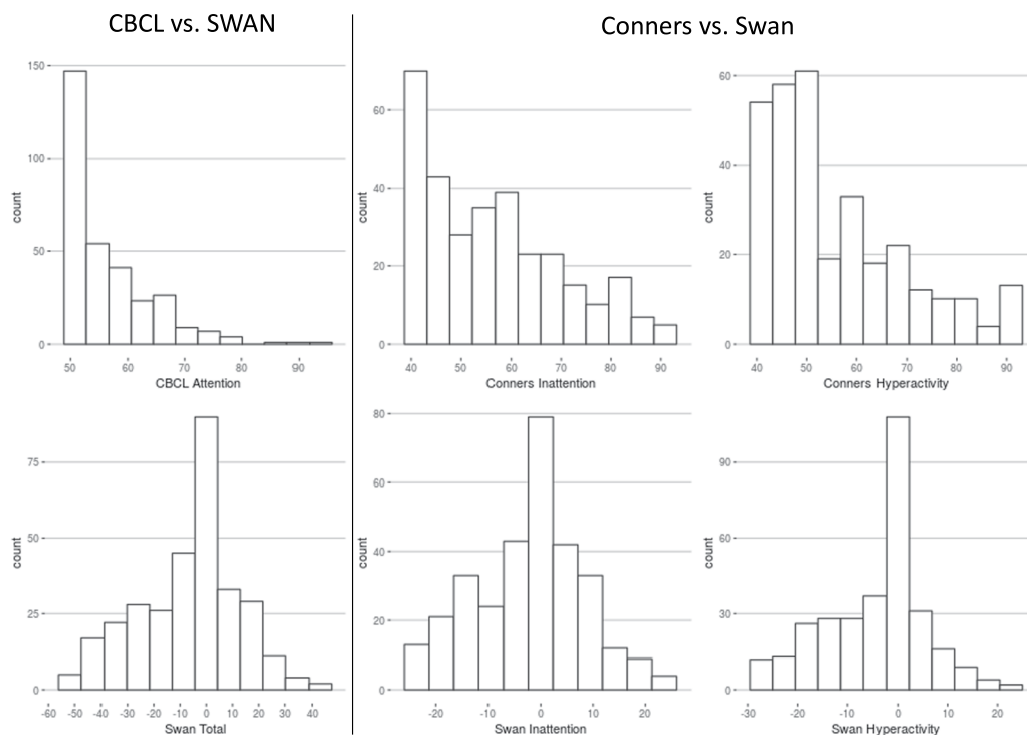 CBCL vs. SWAN
Conners vs. Swan
150
100
50
0
count
50 60 70 80 90
CBCL Attention
60
40
20
0
count
40 50 60 70 80 90
Conners Inattention
60
40
20
0
count
40 50 60 70 80 90
Conners Hyperactivity
75
50
25
0
count
-60 -50 -40 -30 -20 -10 0 10 20 30 40
Swan Total
80
60
40
20
0
count
-20 -10 0 10 20
Swan Inattention
90
60
30
0
count
-30 -20 -10 0 10 20
Swan Hyperactivity